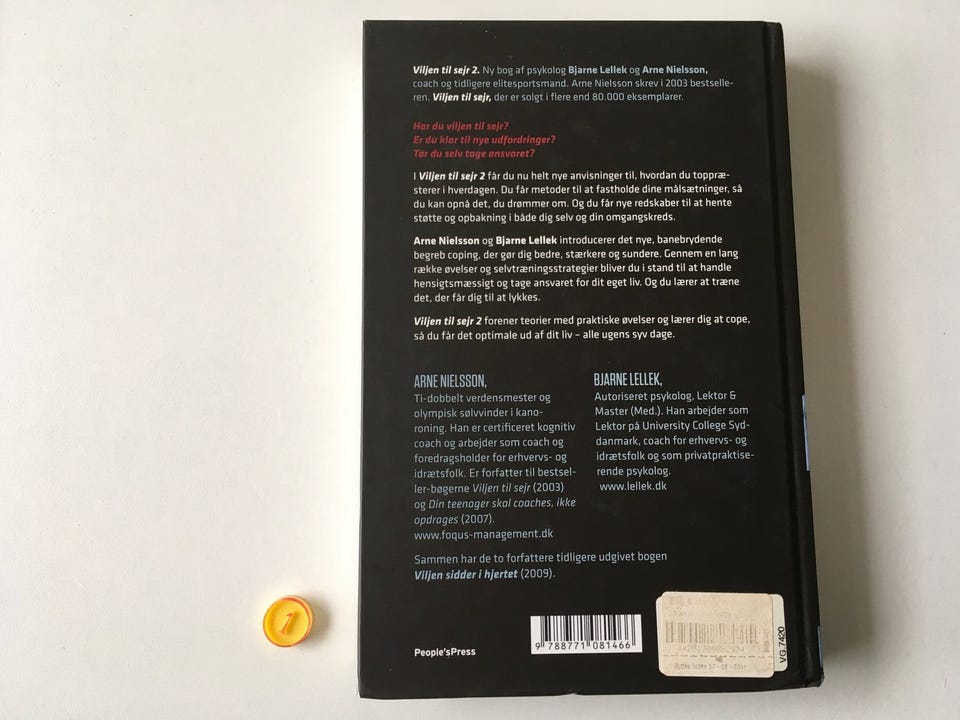 Viljen til sejr 2. Ny bog af psykolog Bjarne Lellek og Arne Nielsson,
coach og tidligere elitesportsmand. Arne Nielsson skrev i 2003 bestselle-
ren, Viljen til sejr, der er solgt i flere end 80.000 eksemplarer.
Har du viljen til sejr?
Er du klar til nye udfordringer?
Tør du selv tage ansvaret?
I Viljen til sejr 2 får du nu helt nye anvisninger til, hvordan du toppræ-
sterer i hverdagen. Du får metoder til at fastholde dine målsætninger, så
du kan opnå det, du drømmer om. Og du får nye redskaber til at hente
støtte og opbakning i både dig selv og din omgangskreds.
Arne Nielsson og Bjarne Lellek introducerer det nye, banebrydende
begreb coping, der gør dig bedre, stærkere og sundere. Gennem en lang
række øvelser og selvtræningsstrategier bliver du i stand til at handle
hensigtsmæssigt og tage ansvaret for dit eget liv. Og du lærer at træne
det, der får dig til at lykkes.
Viljen til sejr 2 forener teorier med praktiske øvelser og lærer dig at cope,
så du får det optimale ud af dit liv – alle ugens syv dage.
ARNE NIELSSON,
Ti-dobbelt verdensmester og
olympisk sølvvinder i kano-
roning. Han er certificeret kognitiv
coach og arbejder som coach og
foredragsholder for erhvervs- og
idrætsfolk. Er forfatter til bestsel-
ler-bøgerne Viljen til sejr (2003)
og Din teenager skal coaches, ikke
opdrages (2007).
www.foqus-management.dk
BJARNE LELLEK,
Autoriseret psykolog, Lektor &
Master (Med.). Han arbejder som
Lektor på University College Syd-
danmark, coach for erhvervs- og
idrætsfolk og som privatpraktise-
rende psykolog.
www.lellek.dk
Sammen har de to forfattere tidligere udgivet bogen
Viljen sidder i hjertet (2009).
1
People'sPress
9 788771 081466
VG.7420